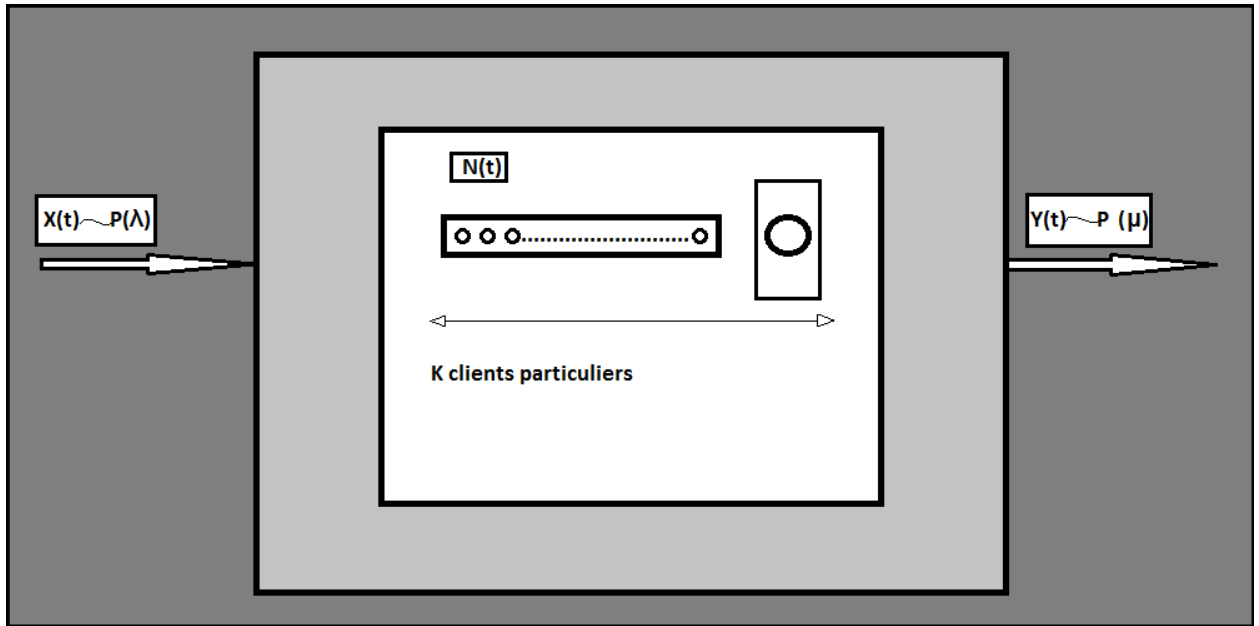 N(t)
X(t)~P(λ)
Y(t)~P (μ)
K clients particuliers